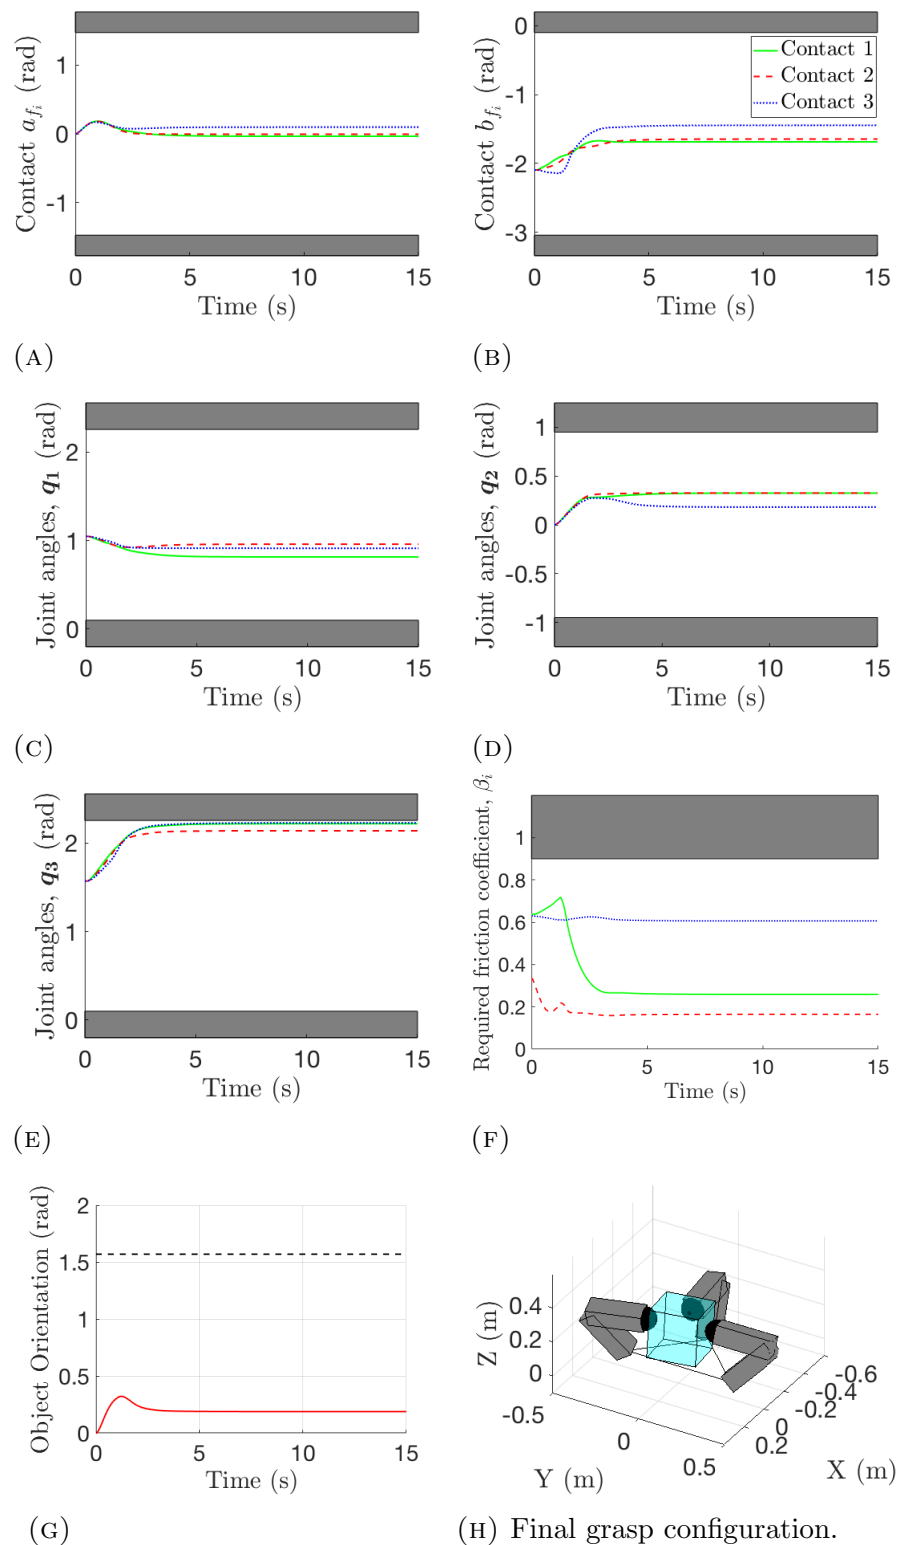 Contact a_{f_i} (rad)
1
0
-1
0 5 10 15
Time (s)
(A)
Contact b_{f_i} (rad)
0
-1
-2
-3
Contact 1
Contact 2
Contact 3
0 5 10 15
Time (s)
(B)
Joint angles, q_1 (rad)
2
1
0
0 5 10 15
Time (s)
(C)
Joint angles, q_2 (rad)
1
0.5
0
-0.5
-1
0 5 10 15
Time (s)
(D)
Joint angles, q_3 (rad)
2
1
0
0 5 10 15
Time (s)
(E)
Required friction coefficient, β_i
1
0.8
0.6
0.4
0.2
0
0 5 10 15
Time (s)
(F)
Object Orientation (rad)
2
1.5
1
0.5
0
0 5 10 15
Time (s)
(G)
Z (m)
0.4
0.2
0
-0.5
0
0.5
Y (m)
-0.6
-0.4
-0.2
0
0.2
X (m)
(H) Final grasp configuration.